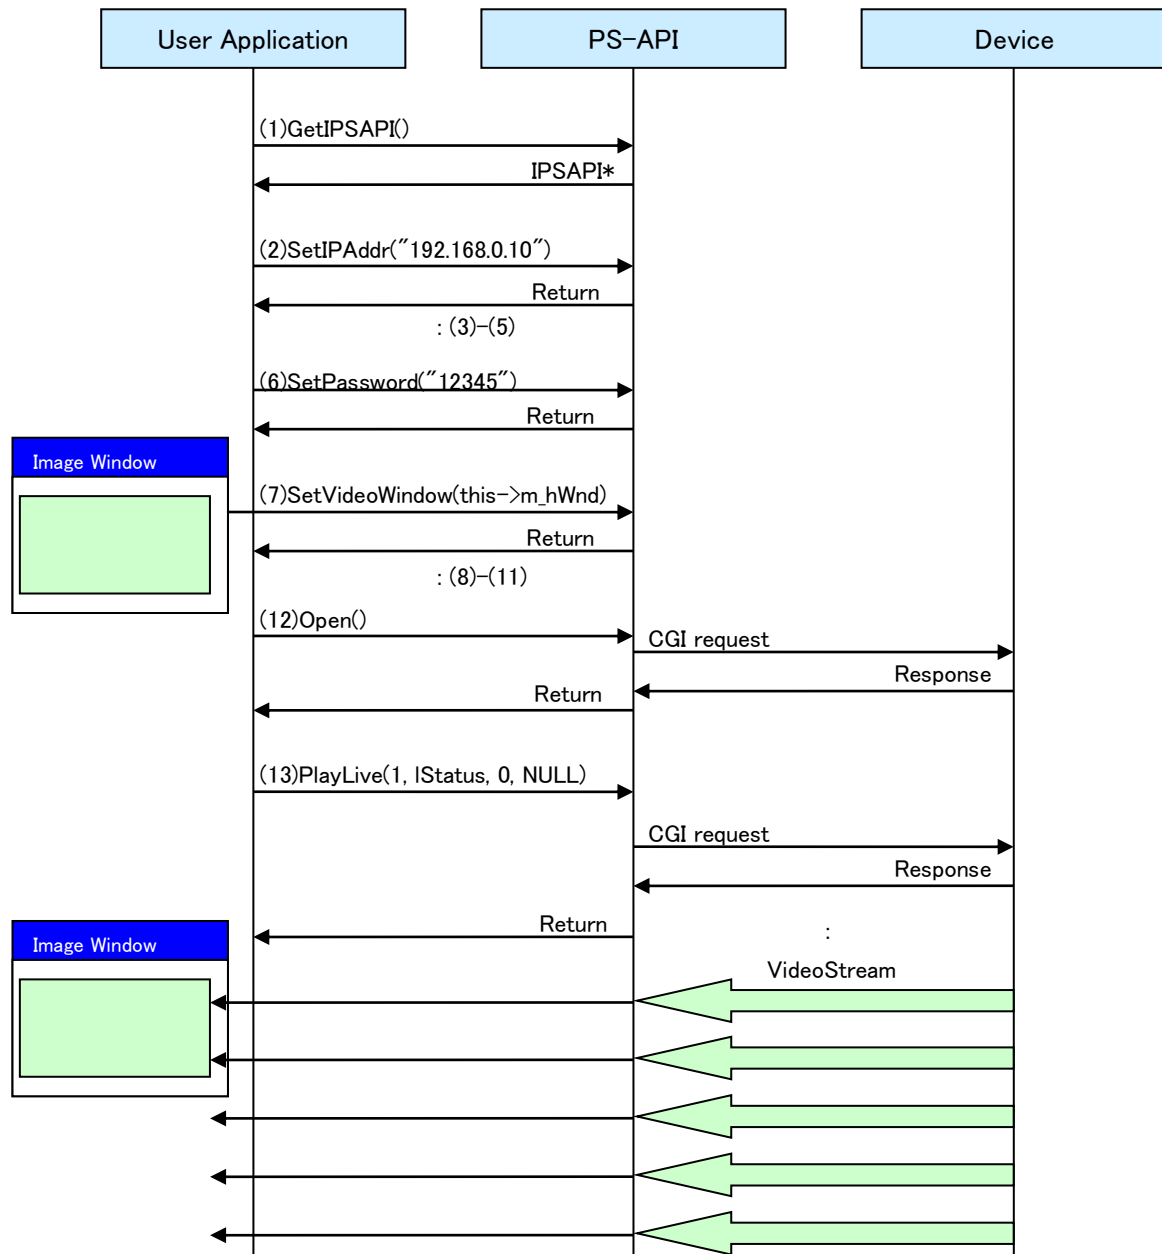 User Application
PS-API
Device
(1)GetIPSAPI()
IPSAPI*
(2)SetIPAddr("192.168.0.10")
Return
: (3)-(5)
(6)SetPassword("12345")
Return
Image Window
(7)SetVideoWindow(this->m_hWnd)
Return
: (8)-(11)
(12)Open()
CGI request
Response
Return
(13)PlayLive(1, lStatus, 0, NULL)
CGI request
Response
Return
:
Image Window
VideoStream